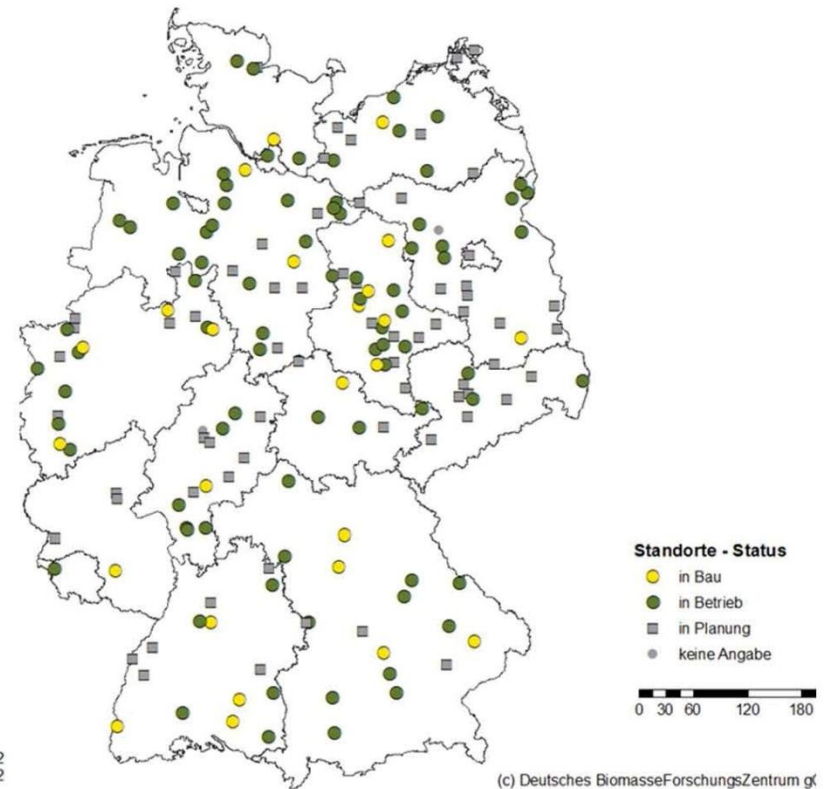 Standorte - Status
in Bau
in Betrieb
in Planung
keine Angabe
0 30 60 120 180
(c) Deutsches BiomasseForschungsZentrum